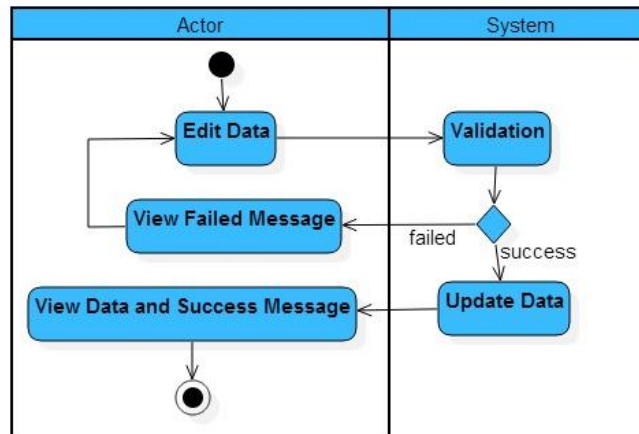 Actor
System
Edit Data
Validation
View Failed Message
failed
success
View Data and Success Message
Update Data